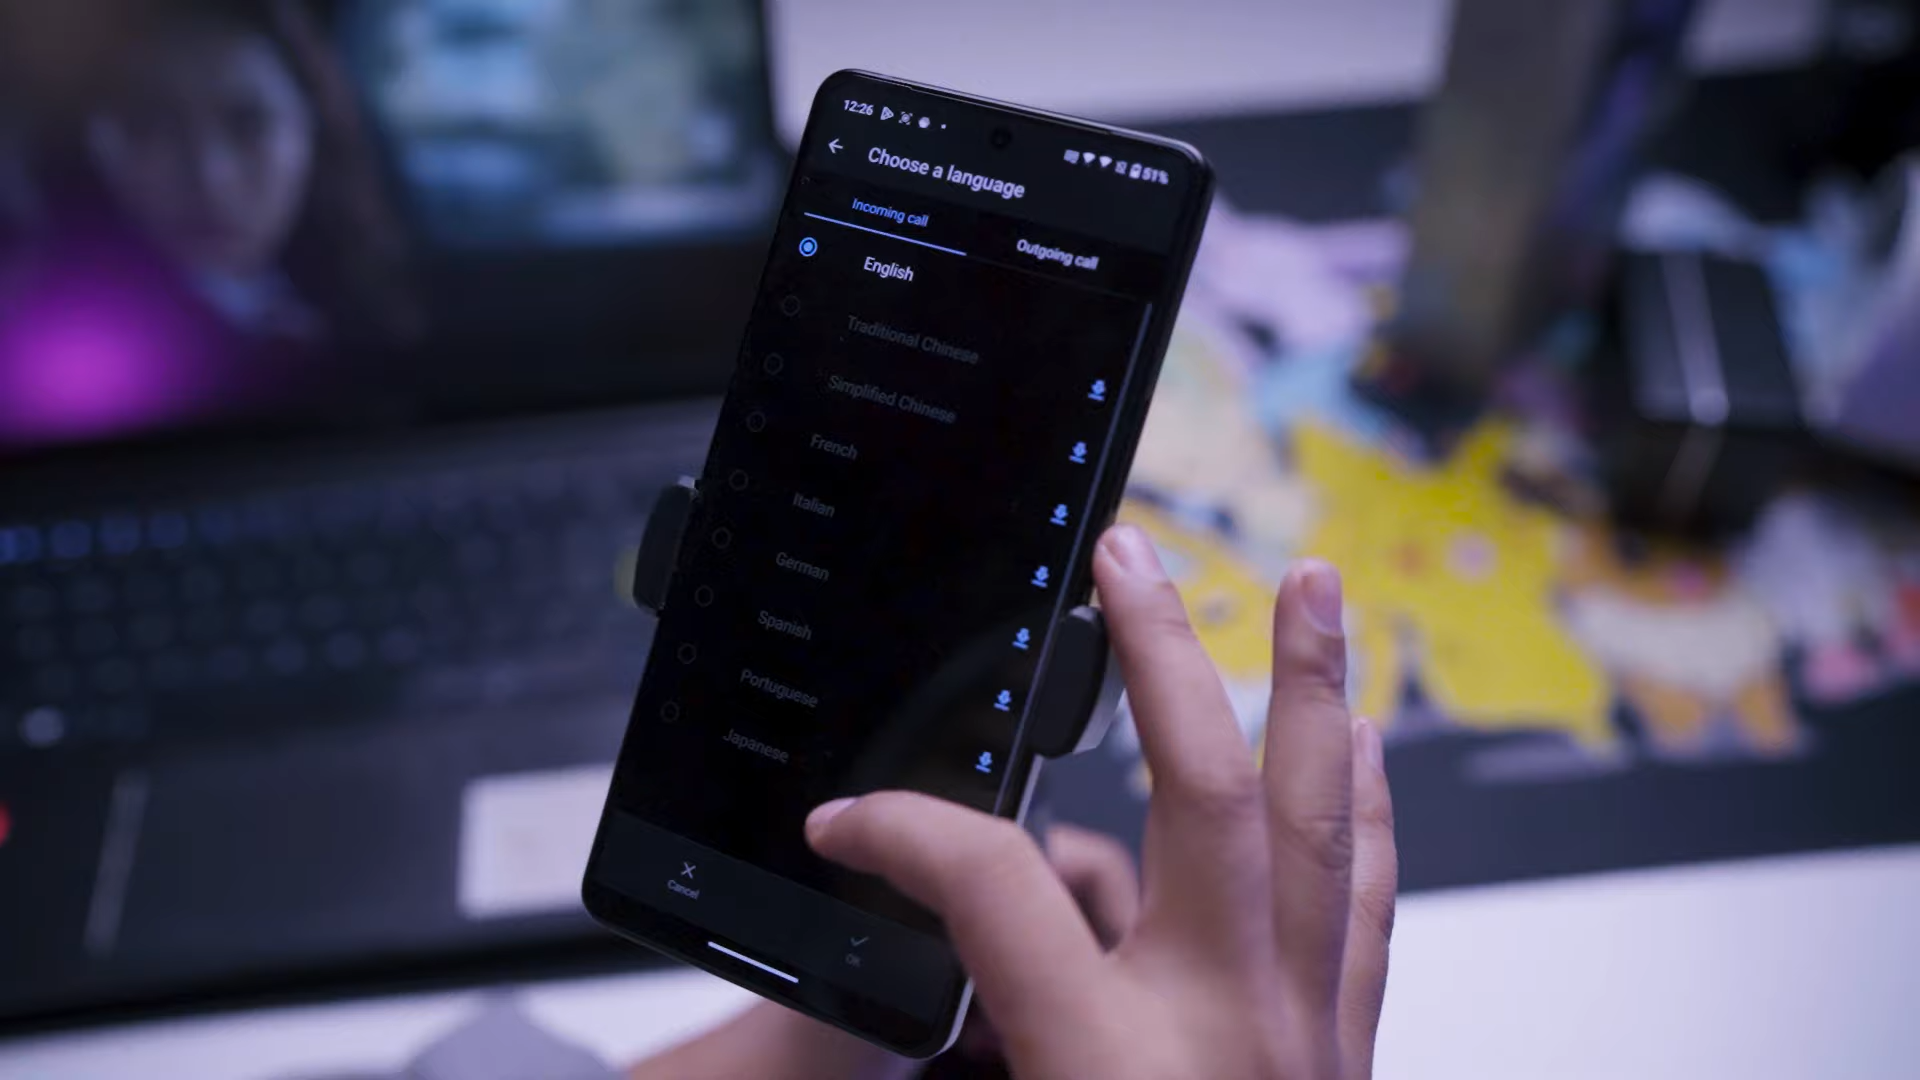 12:26
51%
Choose a language
Incoming call
Outgoing call
English
Traditional Chinese
Simplified Chinese
French
Italian
German
Spanish
Portuguese
Japanese
Cancel
OK